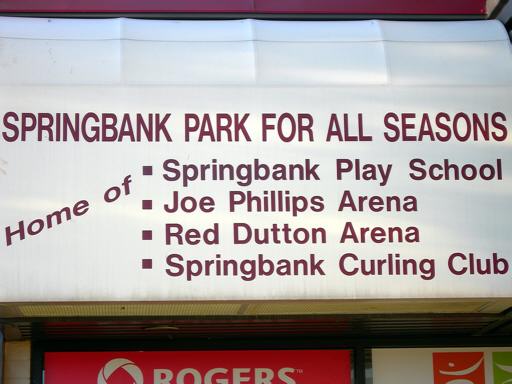 SPRINGBANK PARK FOR ALL SEASONS
Home of
▪ Springbank Play School
▪ Joe Phillips Arena
▪ Red Dutton Arena
▪ Springbank Curling Club
ROGERS™